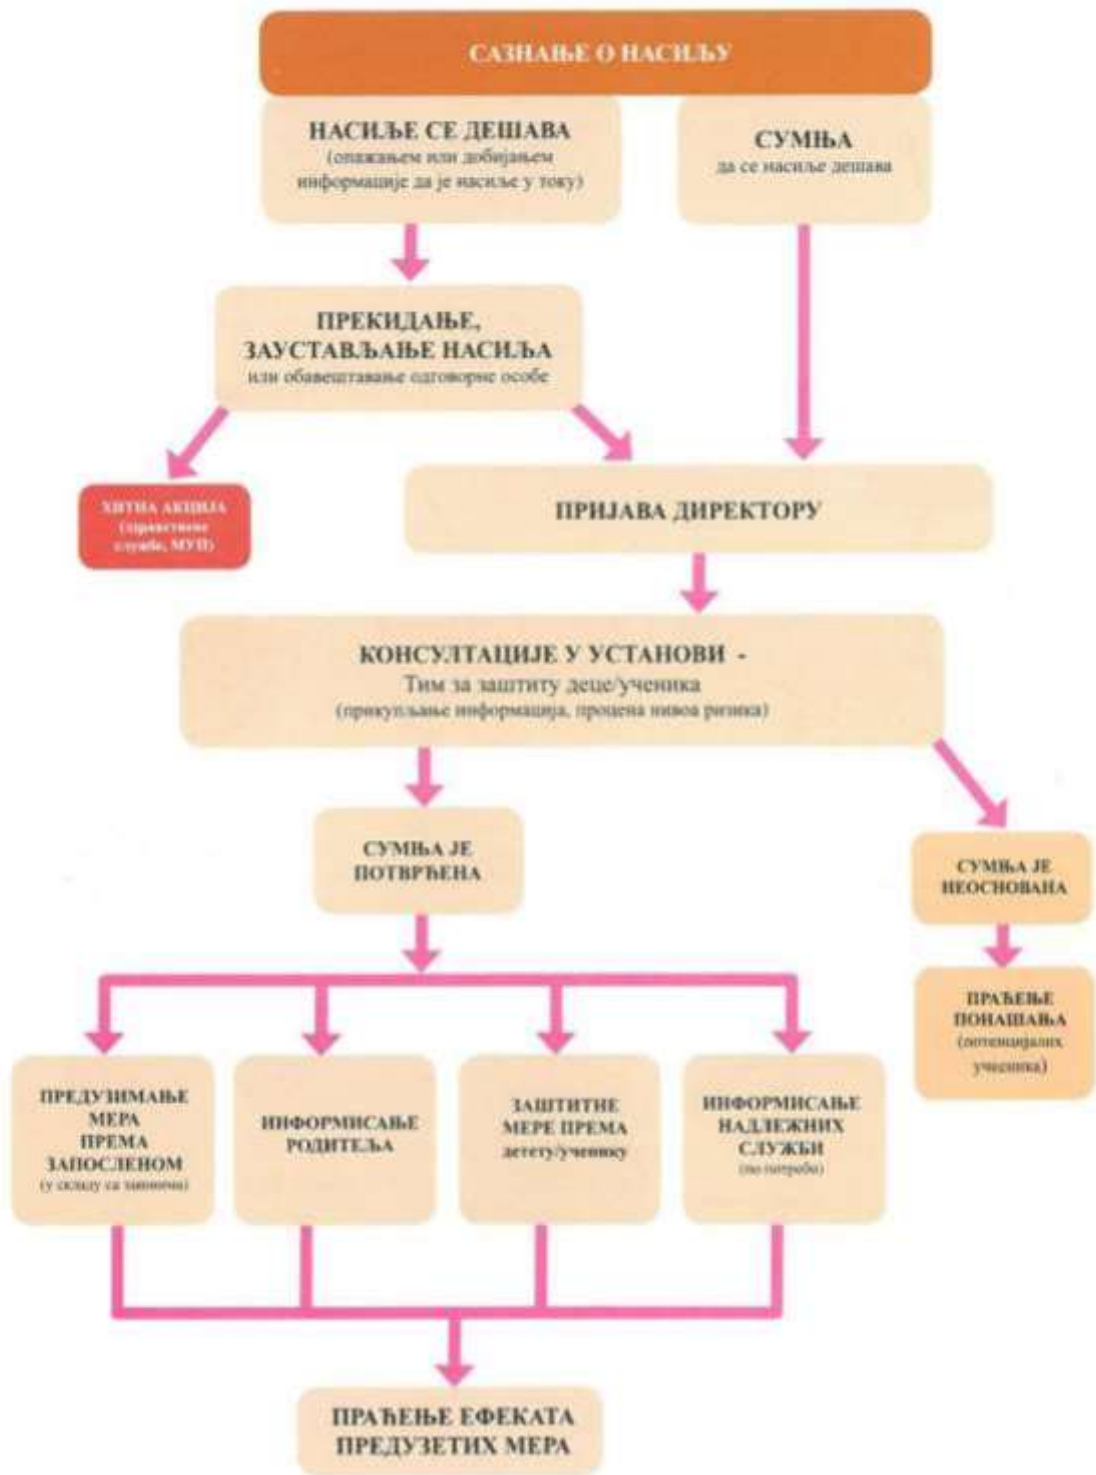 САЗНАЊЕ О НАСИЉУ
НАСИЉЕ СЕ ДЕШАВА
(опажањем или добијањем
информације да је насиље у току)
СУМЊА
да се насиље дешава
ПРЕКИДАЊЕ,
ЗАУСТАВЉАЊЕ НАСИЉА
или обавештавање одговорне особе
ХИТНА АКЦИЈА
(здравствене
службе, МУП)
ПРИЈАВА ДИРЕКТОРУ
КОНСУЛТАЦИЈЕ У УСТАНОВИ -
Тим за заштиту деце/ученика
(прикупљање информација, процена нивоа ризика)
СУМЊА ЈЕ
ПОТВРЂЕНА
СУМЊА ЈЕ
НЕОСНОВАНА
ПРАЋЕЊЕ
ПОНАШАЊА
(потенцијалих
учесника)
ПРЕДУЗИМАЊЕ
МЕРА
ПРЕМА
ЗАПОСЛЕНОМ
(у складу са законом)
ИНФОРМИСАЊЕ
РОДИТЕЉА
ЗАШТИТНЕ
МЕРЕ ПРЕМА
детету/ученику
ИНФОРМИСАЊЕ
НАДЛЕЖНИХ
СЛУЖБИ
(по потреби)
ПРАЋЕЊЕ ЕФЕКАТА
ПРЕДУЗЕТИХ МЕРА